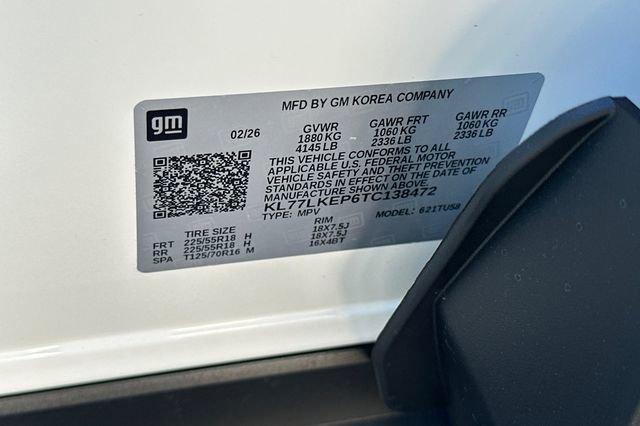 MFD BY GM KOREA COMPANY
gm
02/26
GVWR GAWR FRT GAWR RR
1880 KG 1060 KG 1060 KG
4145 LB 2336 LB 2336 LB
THIS VEHICLE CONFORMS TO ALL
APPLICABLE U.S. FEDERAL MOTOR
VEHICLE SAFETY AND THEFT PREVENTION
STANDARDS IN EFFECT ON THE DATE OF
MANUFACTURE SHOWN ABOVE.
KL77LKEP6TC138472
TYPE: MPV MODEL: 621TU58
TIRE SIZE RIM
FRT 225/55R18 H 18X7.5J
RR 225/55R18 H 18X7.5J
SPA T125/70R16 M 16X4BT